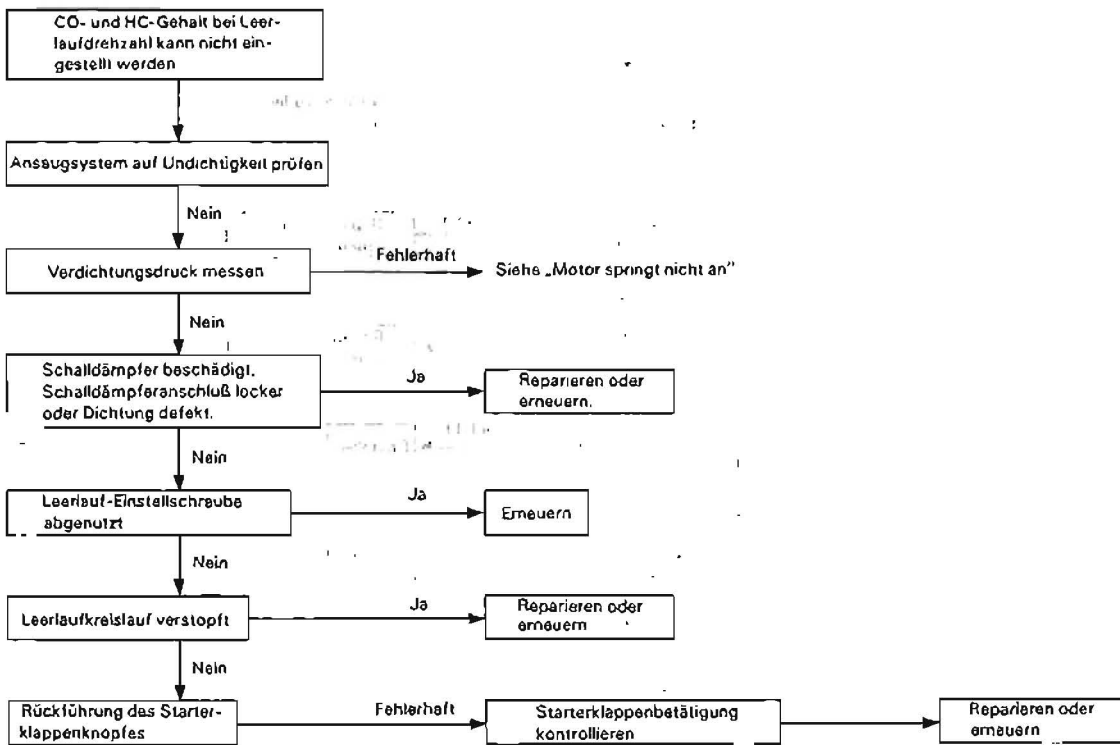 CO- und HC-Gehalt bei Leer-
laufdrehzahl kann nicht ein-
gestellt werden
Ansaugsystem auf Undichtigkeit prüfen
Nein
Verdichtungsdruck messen
Fehlerhaft
Siehe „Motor springt nicht an”
Nein
Schalldämpfer beschädigt.
Schalldämpferanschluß locker
oder Dichtung defekt.
Ja
Reparieren oder
erneuern.
Nein
Leerlauf-Einstellschraube
abgenutzt
Ja
Erneuern
Nein
Leerlaufkreislauf verstopft
Ja
Reparieren oder
erneuern
Nein
Rückführung des Starter-
klappenknopfes
Fehlerhaft
Starterklappenbetätigung
kontrollieren
Reparieren oder
erneuern